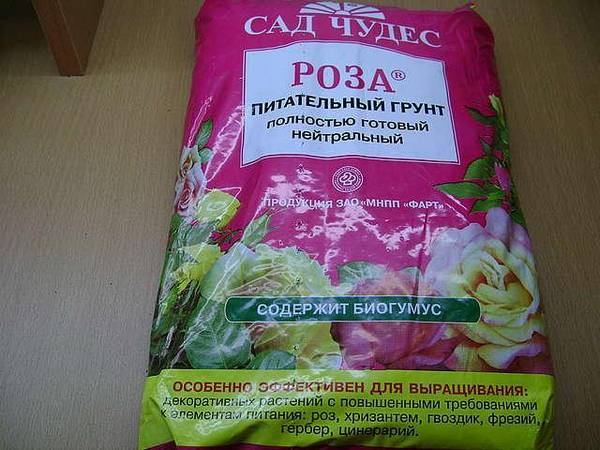 САД ЧУДЕС
РОЗА®
ПИТАТЕЛЬНЫЙ ГРУНТ
полностью готовый
нейтральный
ПРОДУКЦИЯ ЗАО «МНПП «ФАРТ»
СОДЕРЖИТ БИОГУМУС
ОСОБЕННО ЭФФЕКТИВЕН ДЛЯ ВЫРАЩИВАНИЯ:
декоративных растений с повышенными требованиями
к элементам питания: роз, хризантем, гвоздик, фрезий,
гербер, цинерарий.